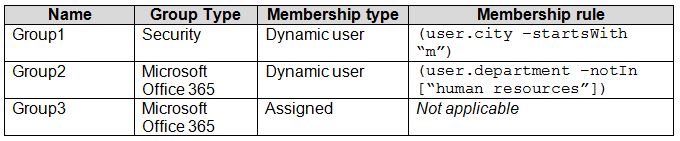 Name Group Type Membership type Membership rule
Group1 Security Dynamic user (user.city –startsWith
“m”)
Group2 Microsoft Dynamic user (user.department –notIn
Office 365 [“human resources”])
Group3 Microsoft Assigned Not applicable
Office 365